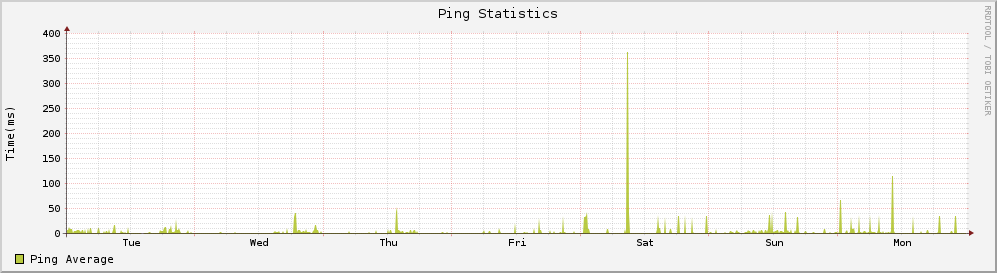 Ping Statistics
RRDTOOL / TOBI OETIKER
Time(ms)
400
350
300
250
200
150
100
50
0
Tue Wed Thu Fri Sat Sun Mon
Ping Average